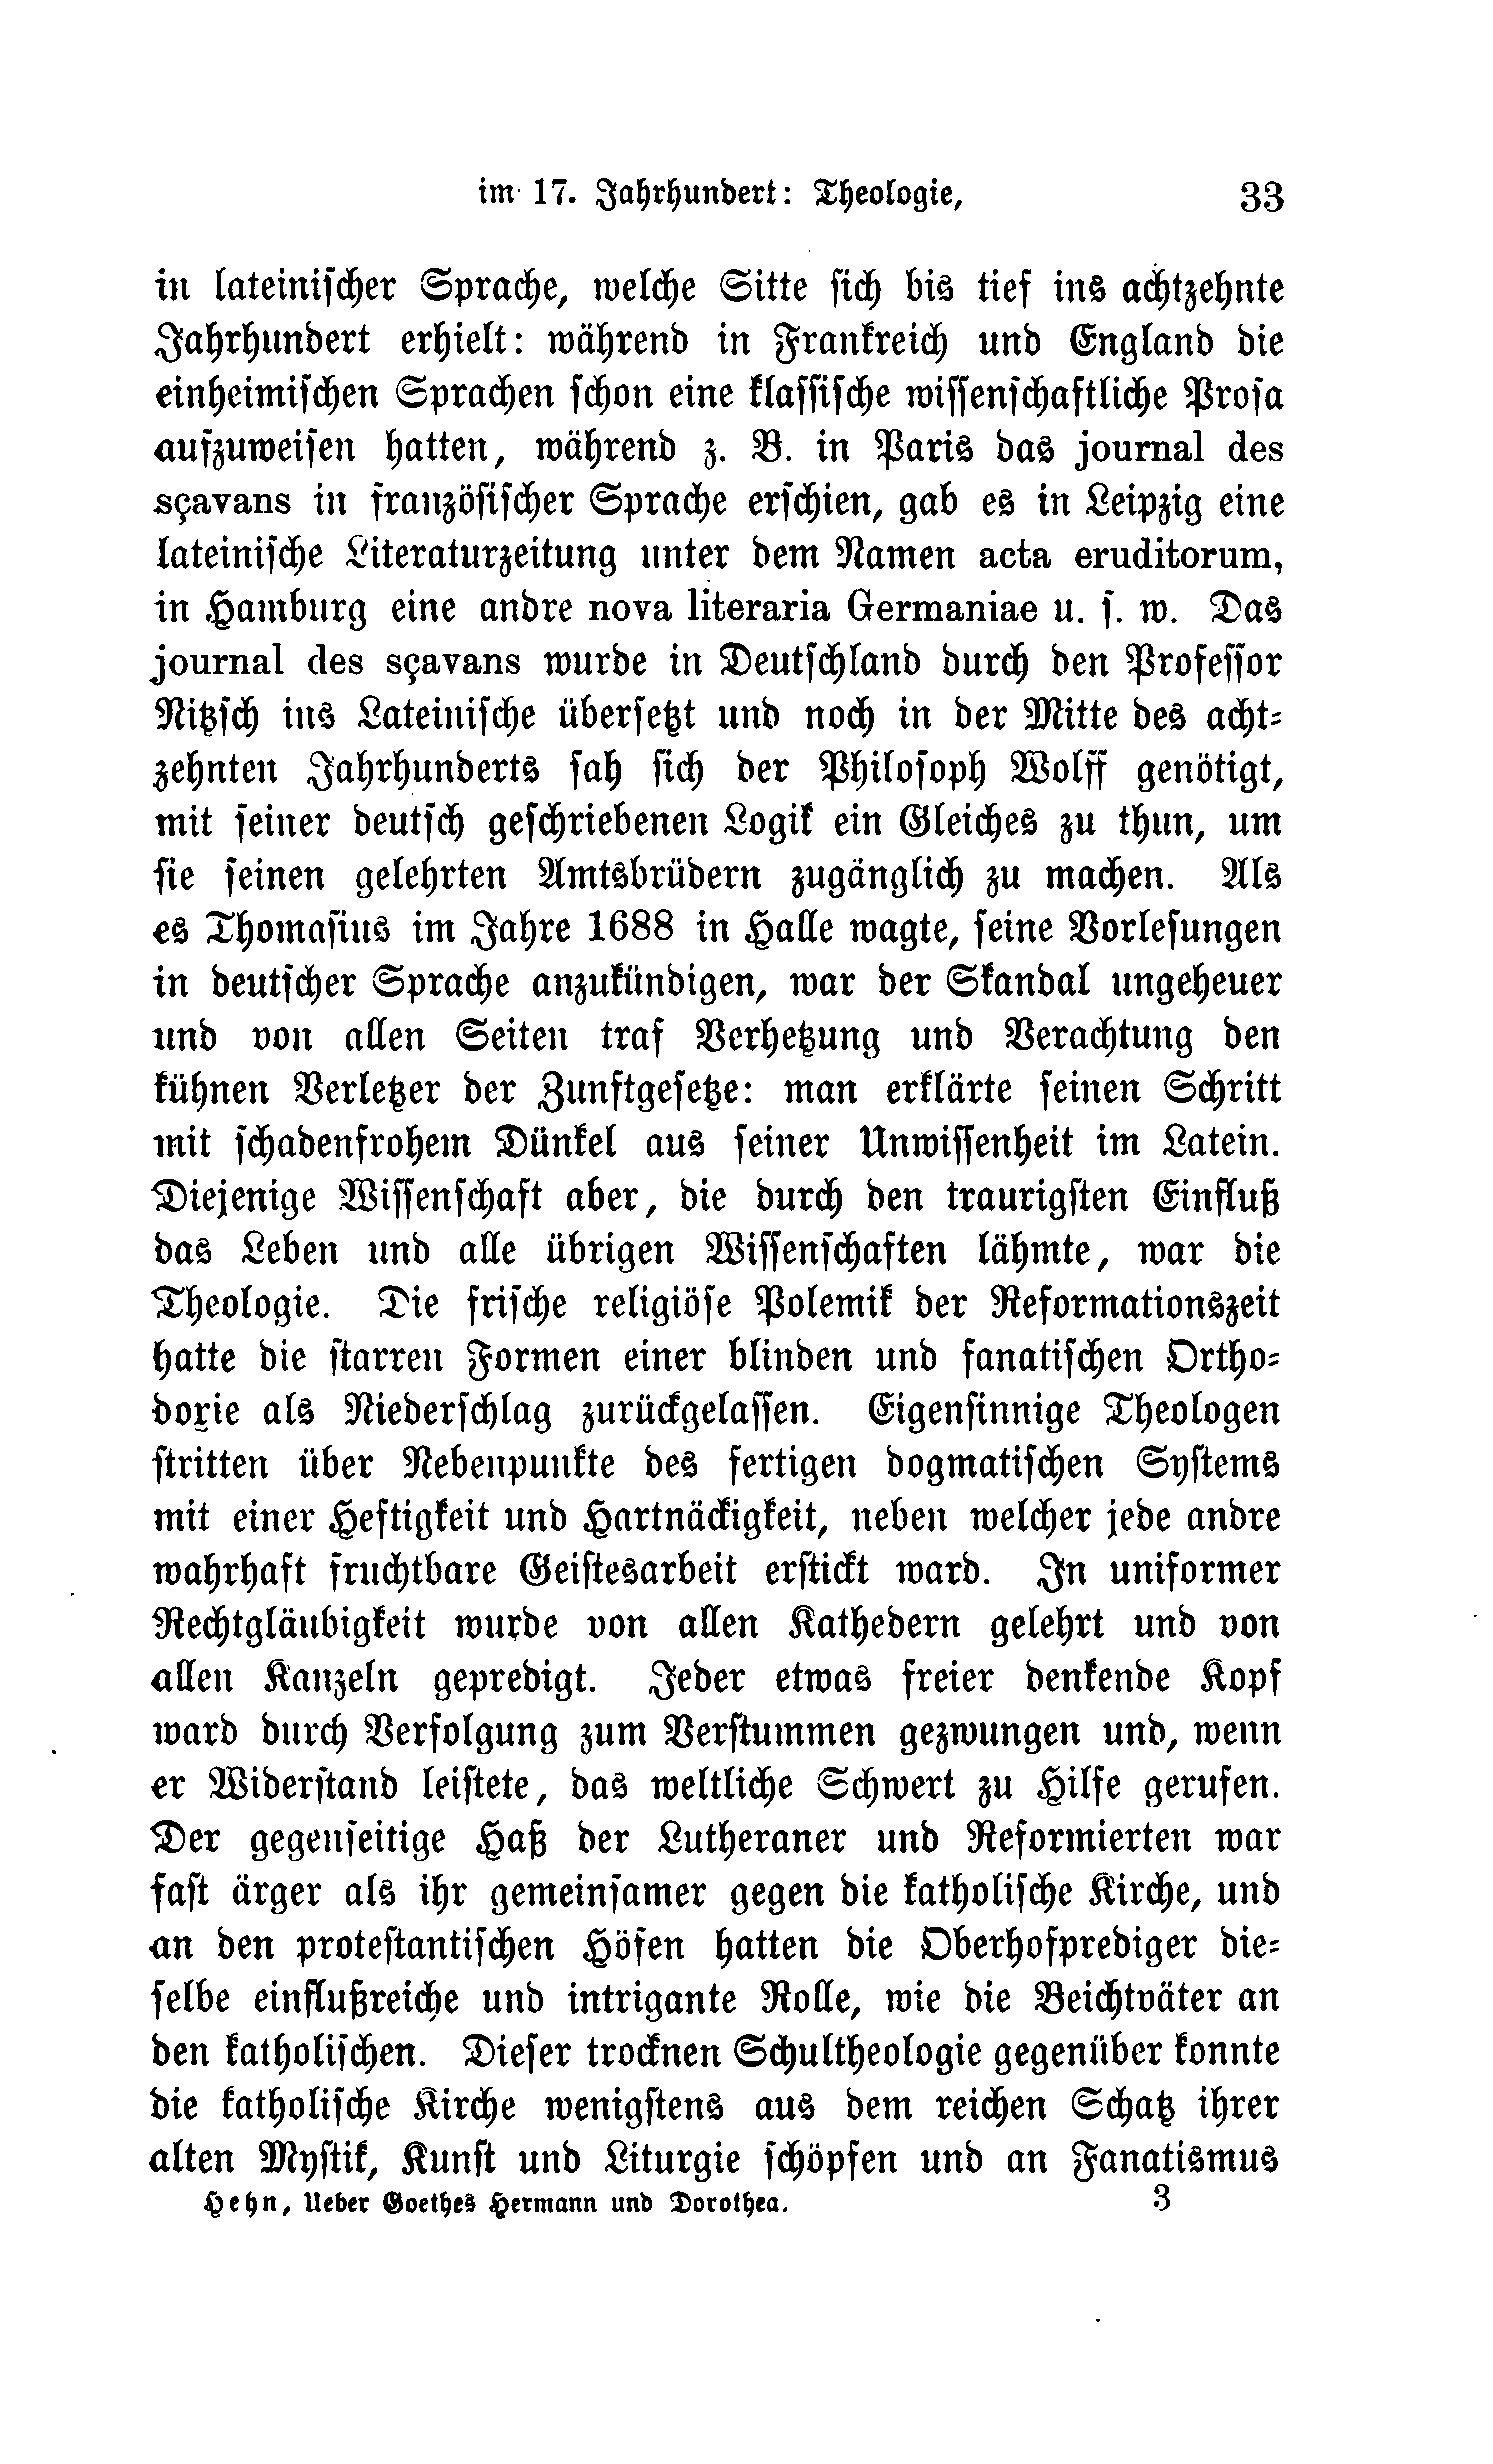 im 17. Jahrhundert: Theologie,
33
in lateiniſcher Sprache, welche Sitte ſich bis tief ins achtzehnte
Jahrhundert erhielt: während in Frankreich und England die
einheimiſchen Sprachen ſchon eine klaſſiſche wiſſenſchaftliche Proſa
aufzuweiſen hatten, während z. B. in Paris das journal des
sçavans in franzöſiſcher Sprache erſchien, gab es in Leipzig eine
lateiniſche Literaturzeitung unter dem Namen acta eruditorum,
in Hamburg eine andre nova literaria Germaniae u. ſ. w. Das
journal des sçavans wurde in Deutſchland durch den Profeſſor
Nitzſch ins Lateiniſche überſetzt und noch in der Mitte des acht⸗
zehnten Jahrhunderts ſah ſich der Philoſoph Wolff genötigt,
mit ſeiner deutſch geſchriebenen Logik ein Gleiches zu thun, um
ſie ſeinen gelehrten Amtsbrüdern zugänglich zu machen. Als
es Thomaſius im Jahre 1688 in Halle wagte, ſeine Vorleſungen
in deutſcher Sprache anzukündigen, war der Skandal ungeheuer
und von allen Seiten traf Verhetzung und Verachtung den
kühnen Verletzer der Zunftgeſetze: man erklärte ſeinen Schritt
mit ſchadenfrohem Dünkel aus ſeiner Unwiſſenheit im Latein.
Diejenige Wiſſenſchaft aber, die durch den traurigſten Einfluß
das Leben und alle übrigen Wiſſenſchaften lähmte, war die
Theologie. Die friſche religiöſe Polemik der Reformationszeit
hatte die ſtarren Formen einer blinden und fanatiſchen Ortho⸗
doxie als Niederſchlag zurückgelaſſen. Eigenſinnige Theologen
ſtritten über Nebenpunkte des fertigen dogmatiſchen Syſtems
mit einer Heftigkeit und Hartnäckigkeit, neben welcher jede andre
wahrhaft fruchtbare Geiſtesarbeit erſtickt ward. In uniformer
Rechtgläubigkeit wurde von allen Kathedern gelehrt und von
allen Kanzeln gepredigt. Jeder etwas freier denkende Kopf
ward durch Verfolgung zum Verſtummen gezwungen und, wenn
er Widerſtand leiſtete, das weltliche Schwert zu Hilfe gerufen.
Der gegenſeitige Haß der Lutheraner und Reformierten war
faſt ärger als ihr gemeinſamer gegen die katholiſche Kirche, und
an den proteſtantiſchen Höfen hatten die Oberhofprediger die⸗
ſelbe einflußreiche und intrigante Rolle, wie die Beichtväter an
den katholiſchen. Dieſer trocknen Schultheologie gegenüber konnte
die katholiſche Kirche wenigſtens aus dem reichen Schatz ihrer
alten Myſtik, Kunſt und Liturgie ſchöpfen und an Fanatismus
Hehn, Ueber Goethes Hermann und Dorothea.
3